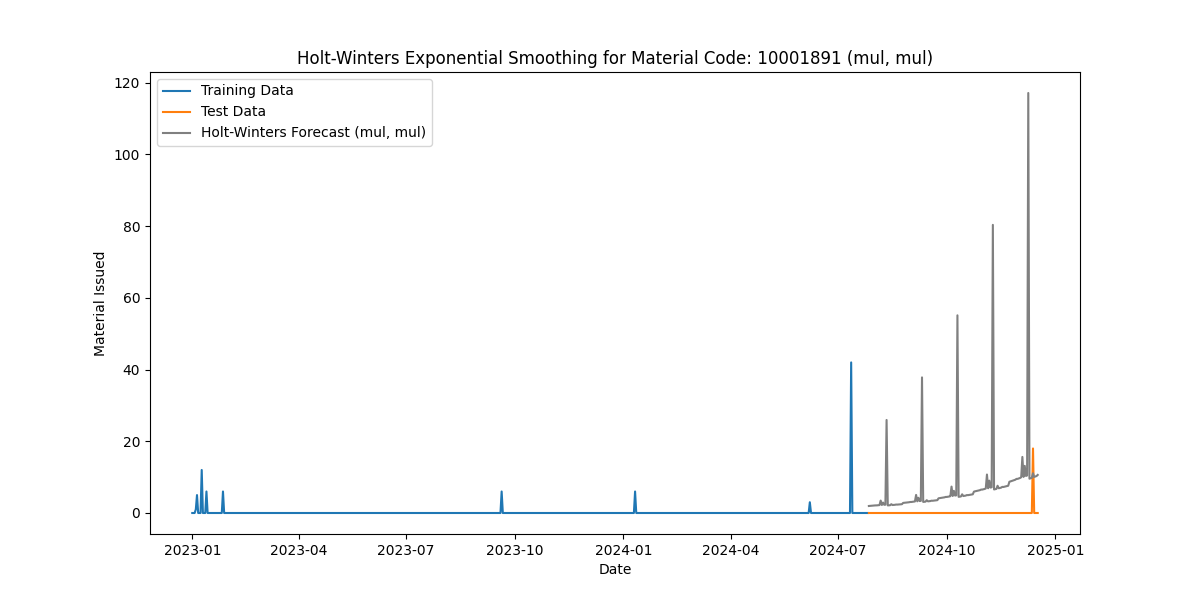 Holt-Winters Exponential Smoothing for Material Code: 10001891 (mul, mul)
Training Data
Test Data
Holt-Winters Forecast (mul, mul)
Material Issued
120
100
80
60
40
20
0
2023-01 2023-04 2023-07 2023-10 2024-01 2024-04 2024-07 2024-10 2025-01
Date